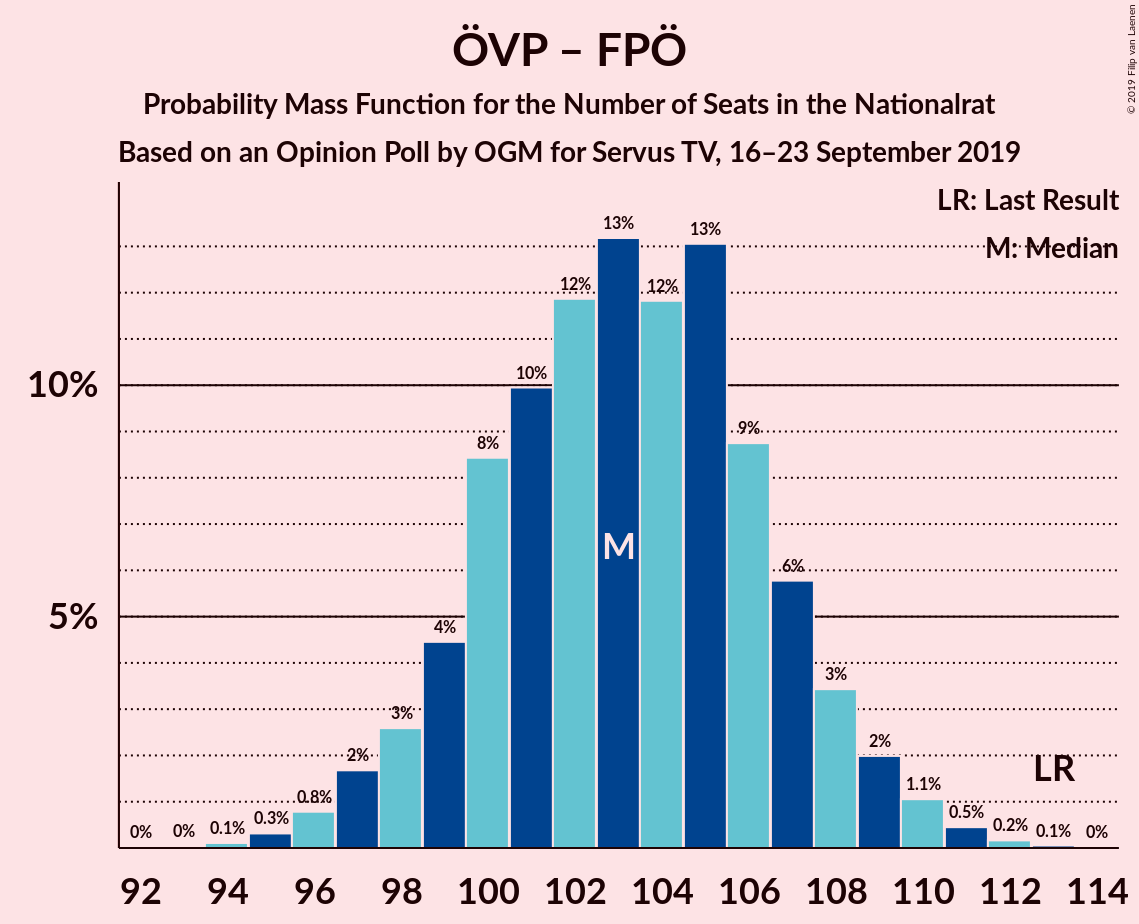 ÖVP – FPÖ
Probability Mass Function for the Number of Seats in the Nationalrat
Based on an Opinion Poll by OGM for Servus TV, 16–23 September 2019
© 2019 Filip van Laenen
LR: Last Result
M: Median
10%
5%
0%
0%
0.1%
0.3%
0.8%
2%
3%
4%
8%
10%
12%
13%
12%
13%
9%
6%
3%
2%
1.1%
0.5%
0.2%
0.1%
0%
M
LR
92 94 96 98 100 102 104 106 108 110 112 114